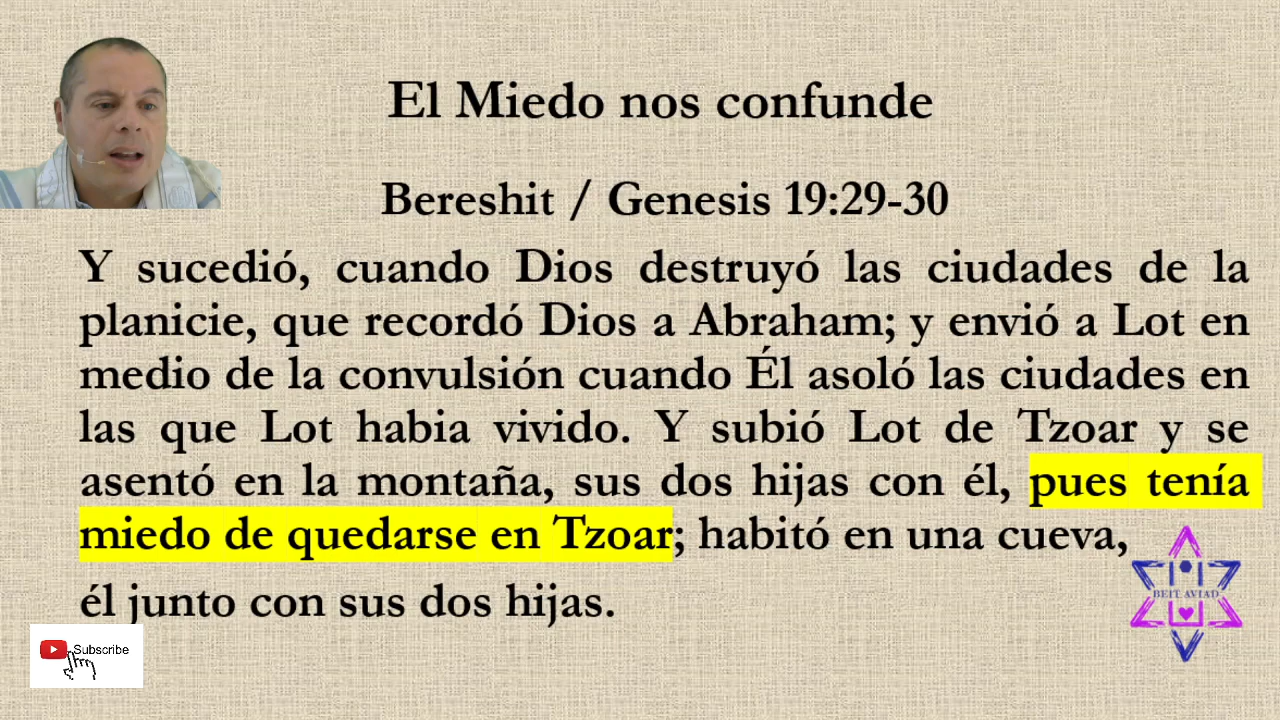 El Miedo nos confunde
Bereshit / Genesis 19:29-30
Y sucedió, cuando Dios destruyó las ciudades de la
planicie, que recordó Dios a Abraham; y envió a Lot en
medio de la convulsión cuando Él asoló las ciudades en
las que Lot habia vivido. Y subió Lot de Tzoar y se
asentó en la montaña, sus dos hijas con él, pues tenía
miedo de quedarse en Tzoar; habitó en una cueva,
él junto con sus dos hijas.
BEIT AVIAD
Subscribe